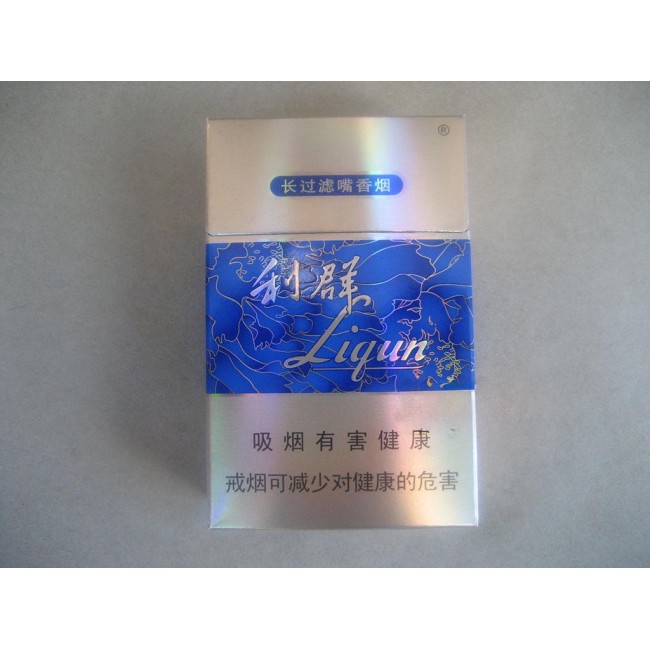 ®
长过滤嘴香烟
利群
Liqun
吸烟有害健康
戒烟可减少对健康的危害